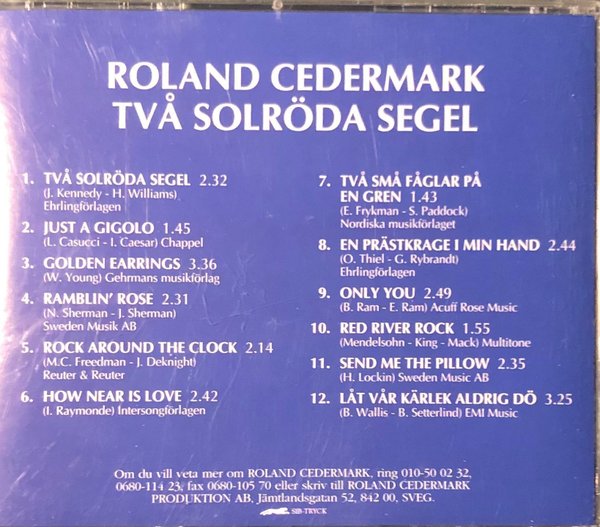 ROLAND CEDERMARK
TVÅ SOLRÖDA SEGEL
1. TVÅ SOLRÖDA SEGEL 2.32
(J. Kennedy - H. Williams)
Ehrlingförlagen
2. JUST A GIGOLO 1.45
(L. Casucci - I. Caesar) Chappel
3. GOLDEN EARRINGS 3.36
(W. Young) Gehrmans musikförlag
4. RAMBLIN' ROSE 2.31
(N. Sherman - J. Sherman)
Sweden Musik AB
5. ROCK AROUND THE CLOCK 2.14
(M.C. Freedman - J. Deknight)
Reuter & Reuter
6. HOW NEAR IS LOVE 2.42
(I. Raymonde) Intersongförlagen
7. TVÅ SMÅ FÅGLAR PÅ
EN GREN 1.43
(E. Frykman - S. Paddock)
Nordiska musikförlaget
8. EN PRÄSTKRAGE I MIN HAND 2.44
(O. Thiel - G. Rybrandt)
Ehrlingförlagen
9. ONLY YOU 2.49
(B. Ram - E. Ram) Acuff Rose Music
10. RED RIVER ROCK 1.55
(Mendelsohn - King - Mack) Multitone
11. SEND ME THE PILLOW 2.35
(H. Lockin) Sweden Music AB
12. LÅT VÅR KÄRLEK ALDRIG DÖ 3.25
(B. Wallis - B. Setterlind) EMI Music
Om du vill veta mer om ROLAND CEDERMARK, ring 010-50 02 32,
0680-114 23, fax 0680-105 70 eller skriv till ROLAND CEDERMARK
PRODUKTION AB, Jämtlandsgatan 52, 842 00, SVEG.
SIB-TRYCK